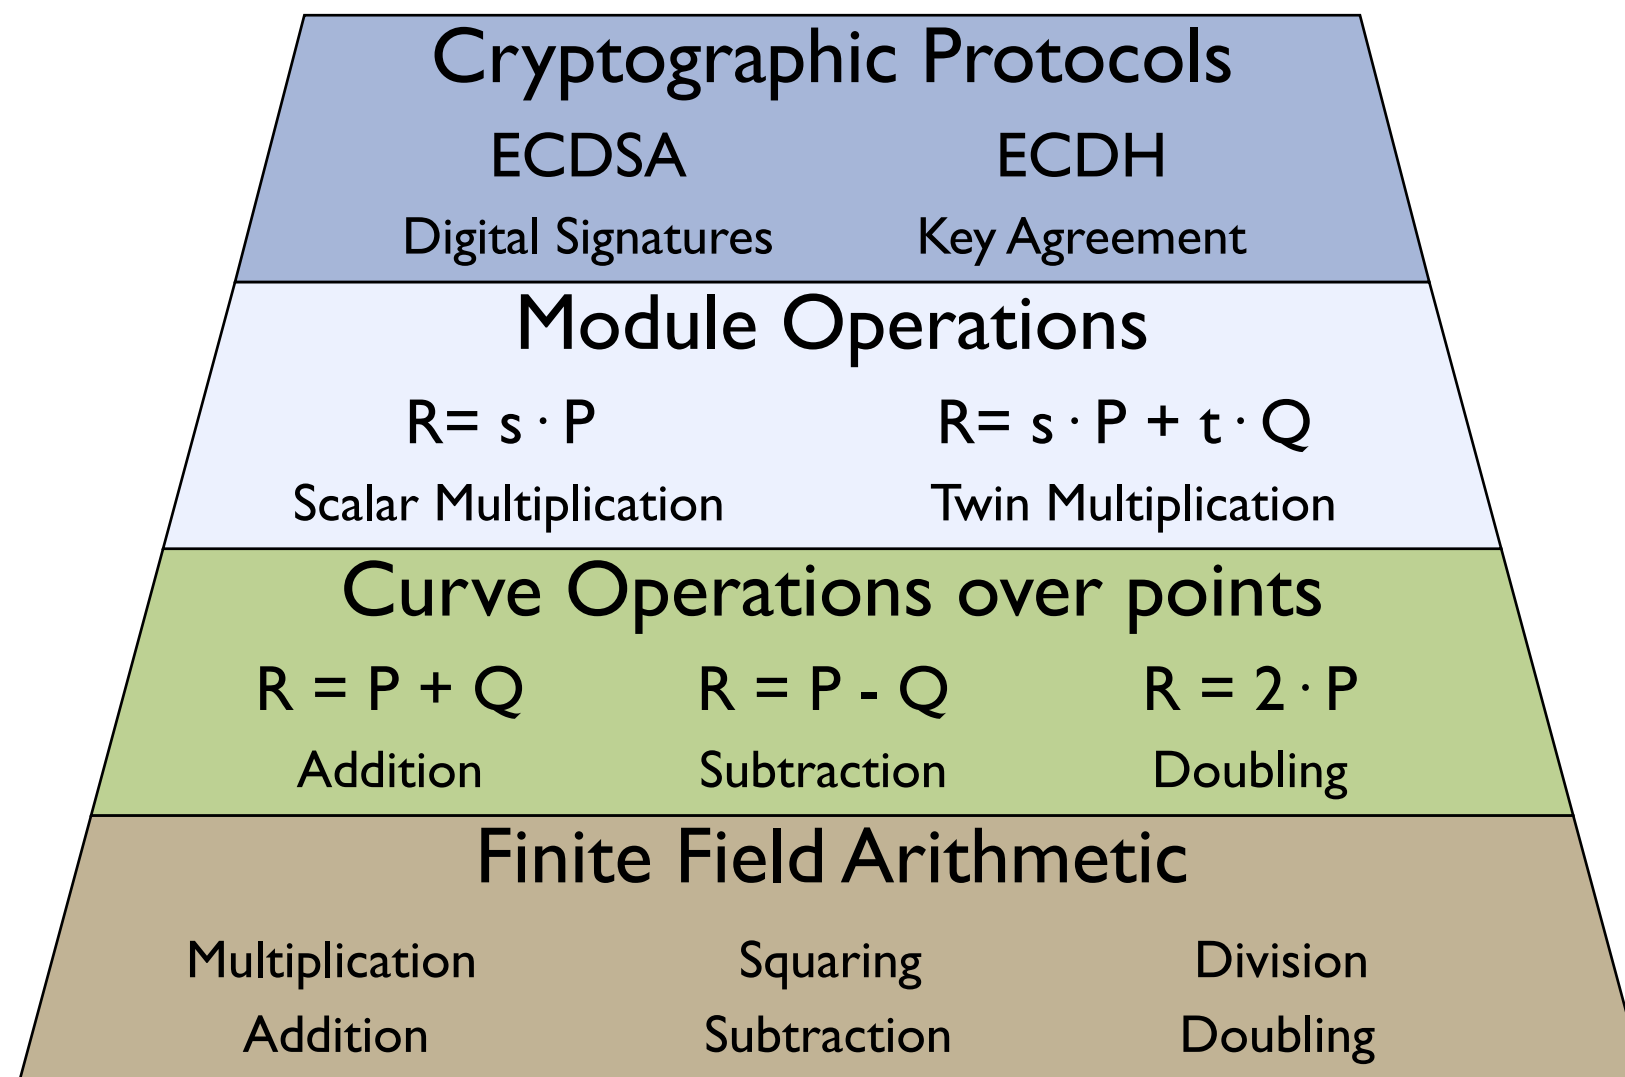 Cryptographic Protocols
ECDSA ECDH
Digital Signatures Key Agreement
Module Operations
R= s · P R= s · P + t · Q
Scalar Multiplication Twin Multiplication
Curve Operations over points
R = P + Q R = P - Q R = 2 · P
Addition Subtraction Doubling
Finite Field Arithmetic
Multiplication Squaring Division
Addition Subtraction Doubling